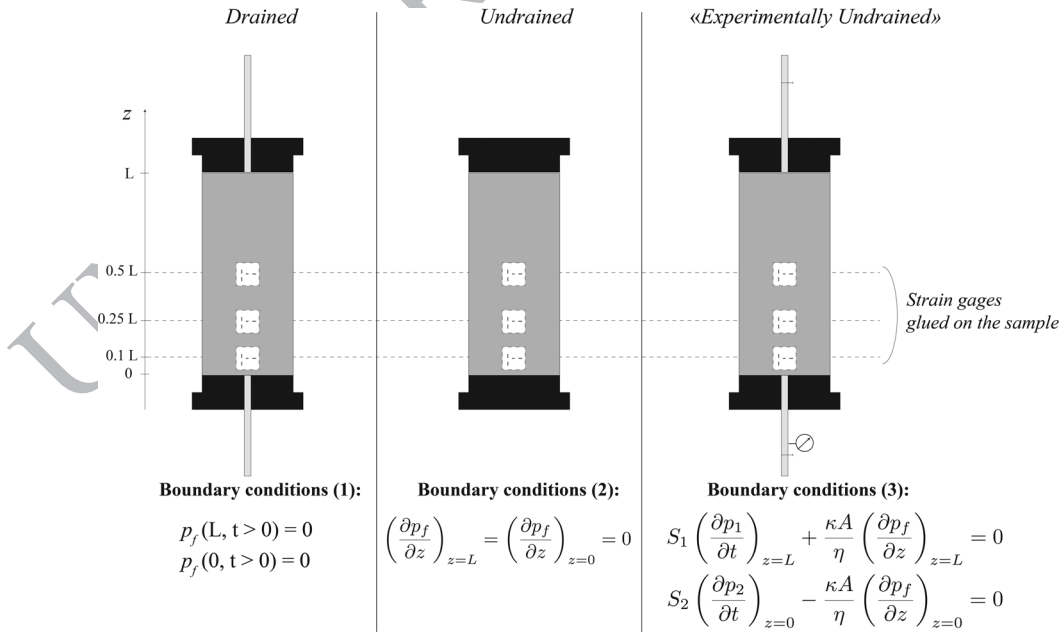 Drained
Undrained
«Experimentally Undrained»
z
L
0.5 L
0.25 L
0.1 L
0
Strain gages
glued on the sample
Boundary conditions (1):
p_f (L, t > 0) = 0
p_f (0, t > 0) = 0
Boundary conditions (2):
(∂p_f/∂z)_{z=L} = (∂p_f/∂z)_{z=0} = 0
Boundary conditions (3):
S_1 (∂p_1/∂t)_{z=L} + κA/η (∂p_f/∂z)_{z=L} = 0
S_2 (∂p_2/∂t)_{z=0} − κA/η (∂p_f/∂z)_{z=0} = 0